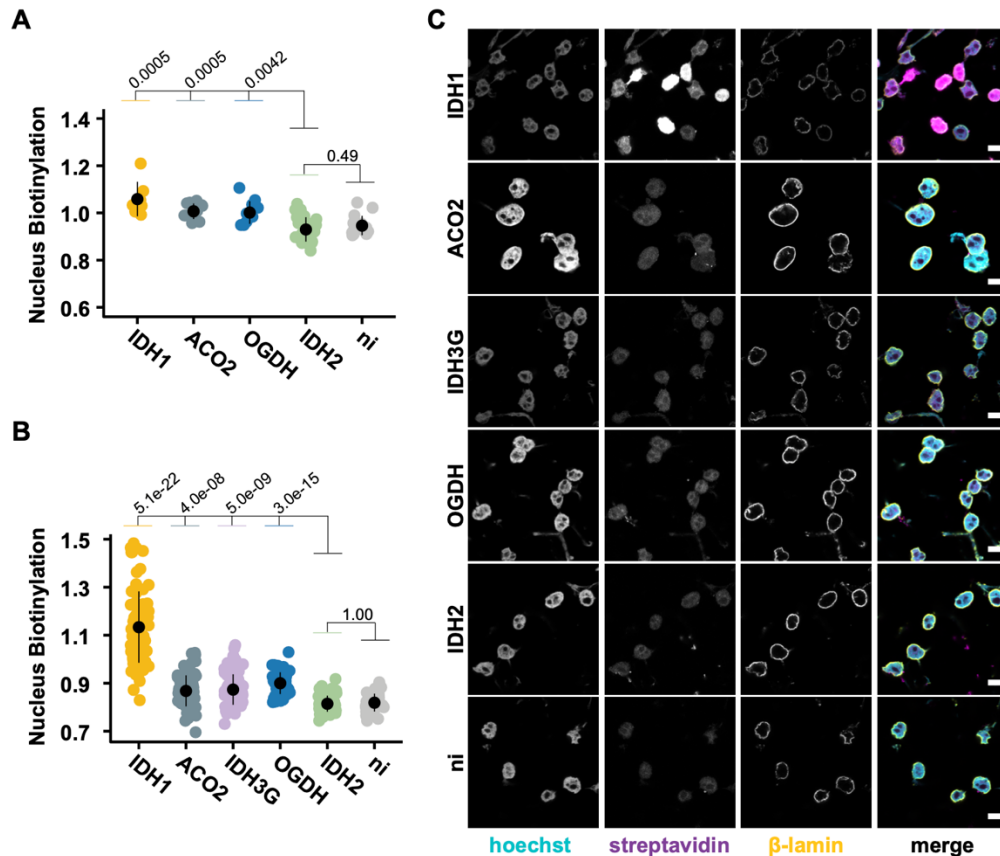 A
0.0005
0.0005
0.0042
0.49
Nucleus Biotinylation
1.4
1.2
1.0
0.8
0.6
IDH1
ACO2
OGDH
IDH2
ni
B
5.1e-22
4.0e-08
5.0e-09
3.0e-15
1.00
Nucleus Biotinylation
1.5
1.3
1.1
0.9
0.7
IDH1
ACO2
IDH3G
OGDH
IDH2
ni
C
IDH1
ACO2
IDH3G
OGDH
IDH2
ni
hoechst streptavidin β-lamin merge